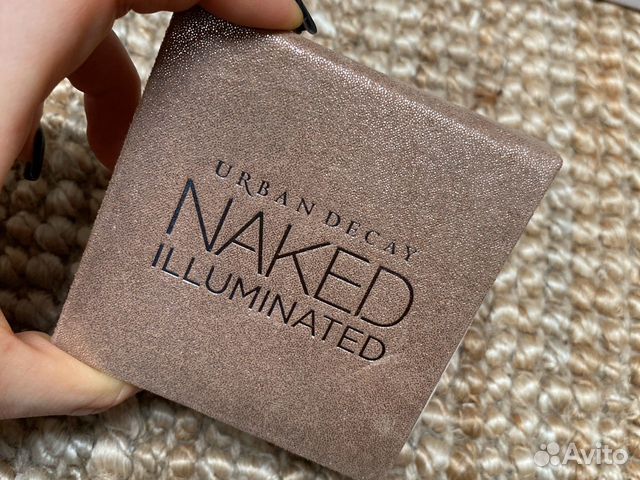 URBAN DECAY
NAKED
ILLUMINATED
Avito